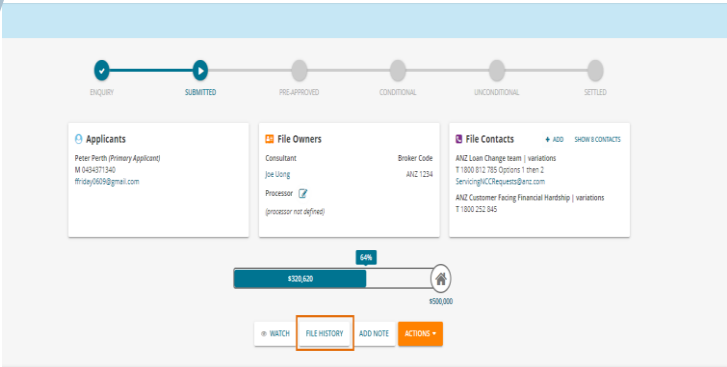 ENQUIRY
SUBMITTED
PRE-APPROVED
CONDITIONAL
UNCONDITIONAL
SETTLED
Applicants
Peter Perth (Primary Applicant)
M 0434371340
ffriday0609@gmail.com
File Owners
Consultant Broker Code
Joe Uong ANZ 1234
Processor
(processor not defined)
File Contacts + ADD SHOW 8 CONTACTS
ANZ Loan Change team | variations
T 1800 812 785 Options 1 then 2
ServicingNCCRequests@anz.com
ANZ Customer Facing Financial Hardship | variations
T 1800 252 845
64%
$320,620
$500,000
WATCH FILE HISTORY ADD NOTE ACTIONS